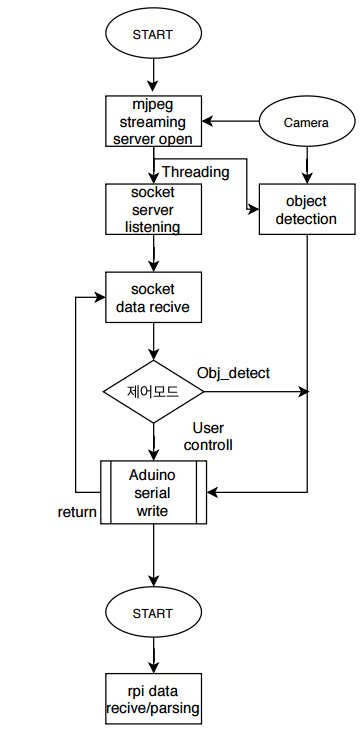 START
mjpeg
streaming
server open
Camera
Threading
socket
server
listening
object
detection
socket
data recive
제어모드
Obj_detect
User
controll
Aduino
serial
write
return
START
rpi data
recive/parsing